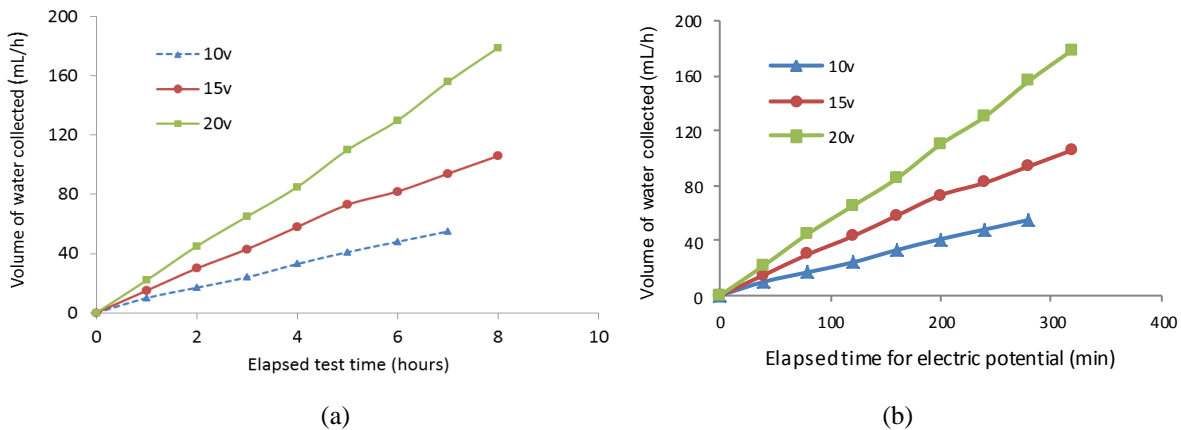 200
160
120
80
40
0
0
2
4
6
8
10
Volume of water collected (mL/h)
Elapsed test time (hours)
10v
15v
20v
(a)
200
160
120
80
40
0
0
100
200
300
400
Volume of water collected (mL/h)
Elapsed time for electric potential (min)
10v
15v
20v
(b)